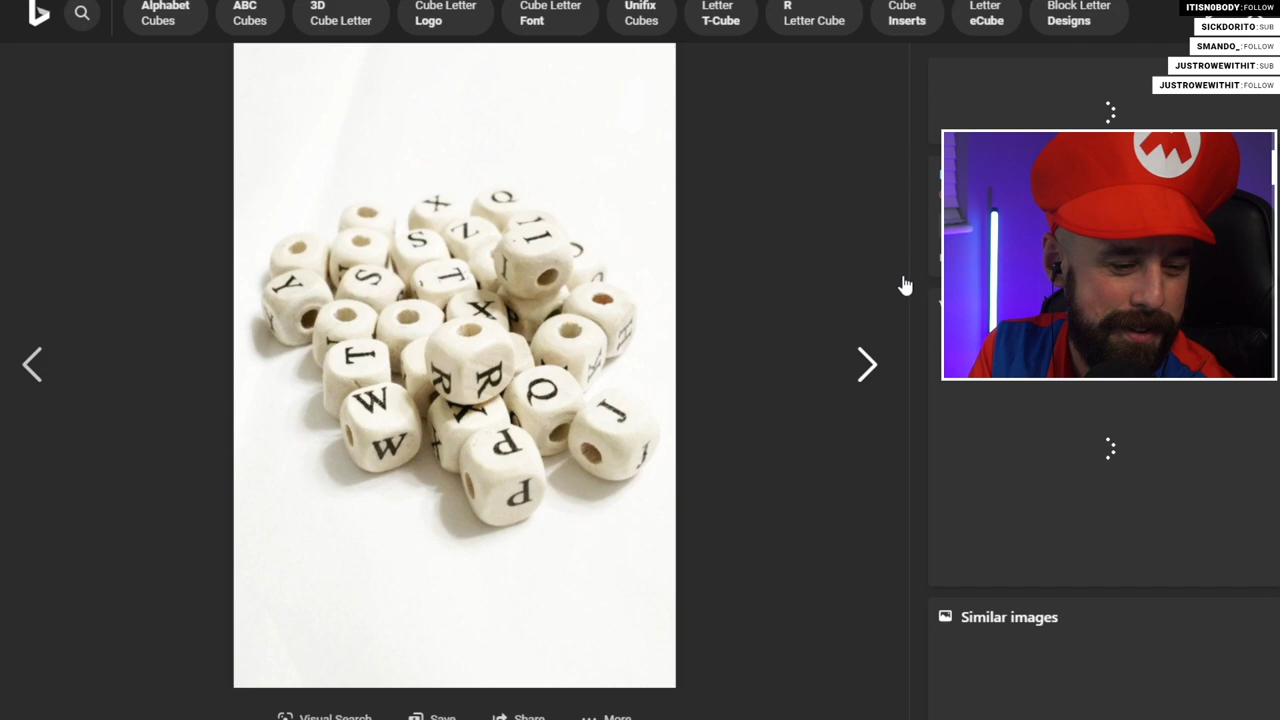 Alphabet
Cubes
ABC
Cubes
3D
Cube Letter
Cube Letter
Logo
Cube Letter
Font
Unifix
Cubes
Letter
T-Cube
R
Letter Cube
Cube
Inserts
Letter
eCube
Block Letter
Designs
ITISN0BODY:FOLLOW
SICKDORITO:SUB
SMANDO_:FOLLOW
JUSTROWEWITHIT:SUB
JUSTROWEWITHIT:FOLLOW
X
Q
S
Z
I
I
Y
S
T
X
H
T
R
R
W
X
Q
J
W
P
P
Similar images
Visual Search
Save
Share
More